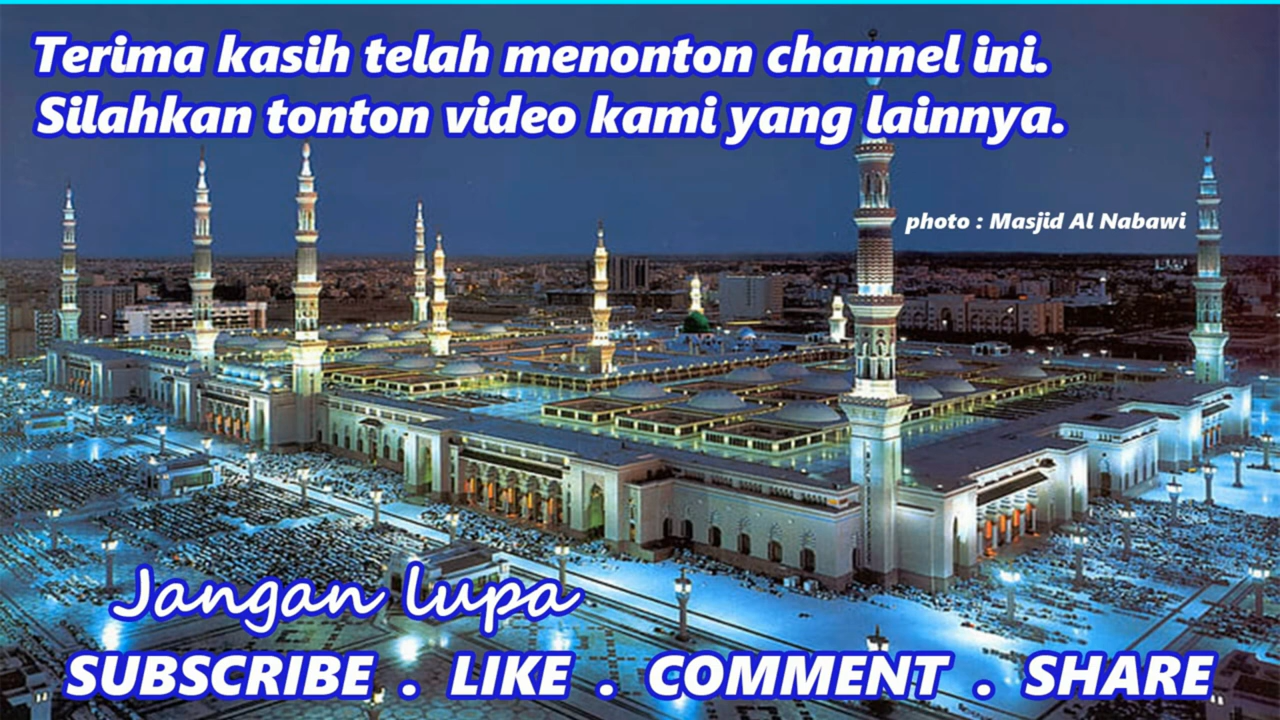 Terima kasih telah menonton channel ini.
Silahkan tonton video kami yang lainnya.
photo : Masjid Al Nabawi
Jangan lupa
SUBSCRIBE . LIKE . COMMENT . SHARE